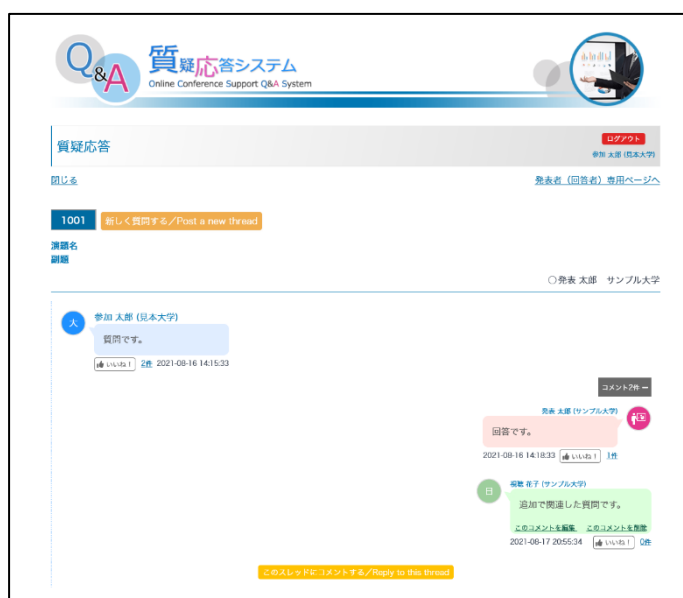 Q&A
質疑応答システム
Online Conference Support Q&A System
質疑応答
ログアウト
参加 太郎 (見本大学)
閉じる
発表者（回答者）専用ページへ
1001
新しく質問する／Post a new thread
演題名
副題
〇発表 太郎　サンプル大学
大
参加 太郎 (見本大学)
質問です。
いいね！ 2件 2021-08-16 14:15:33
コメント2件 ー
発表 太郎 (サンプル大学)
回答です。
2021-08-16 14:18:33 いいね！ 1件
日
視聴 花子 (サンプル大学)
追加で関連した質問です。
このコメントを編集 このコメントを削除
2021-08-17 20:55:34 いいね！ 0件
このスレッドにコメントする／Reply to this thread